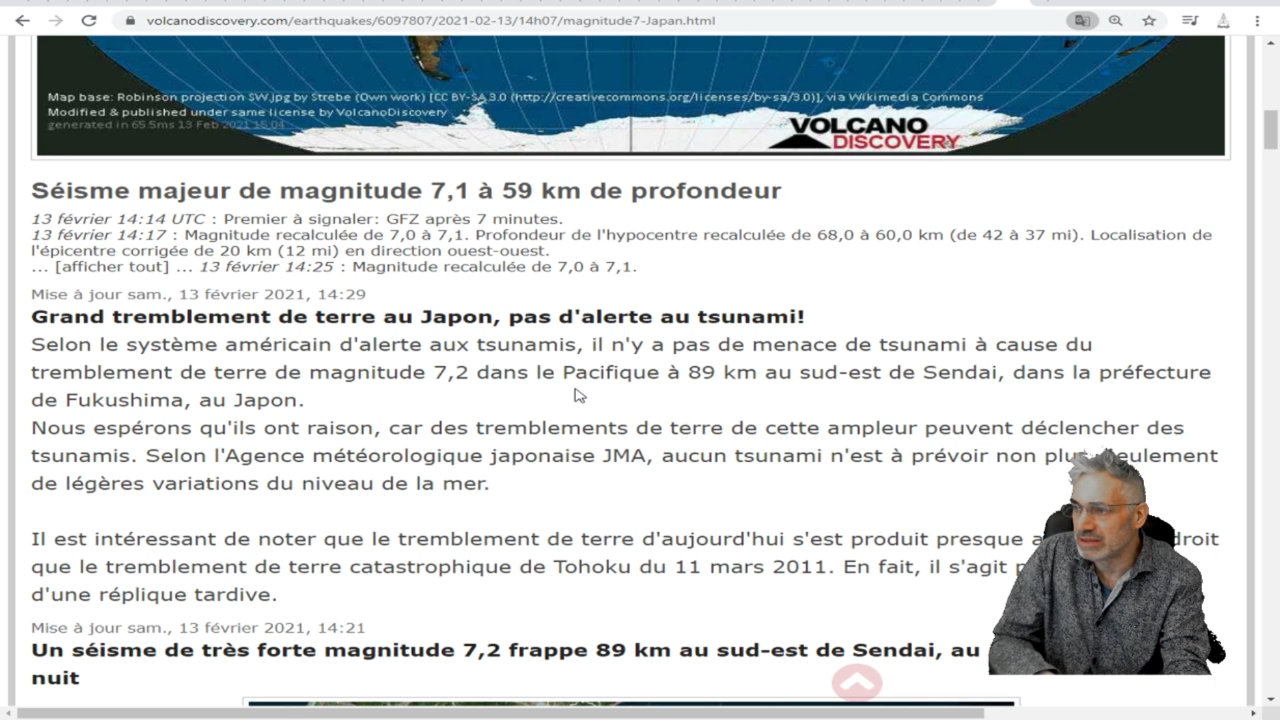 volcanodiscovery.com/earthquakes/6097807/2021-02-13/14h07/magnitude7-Japan.html
Map base: Robinson projection SW.jpg by Strebe (Own work) [CC BY-SA 3.0 (http://creativecommons.org/licenses/by-sa/3.0)], via Wikimedia Commons
Modified & published under same license by VolcanoDiscovery
generated in 65.5ms 13 Feb 2021 16:04
VOLCANO
DISCOVERY
Séisme majeur de magnitude 7,1 à 59 km de profondeur
13 février 14:14 UTC : Premier à signaler: GFZ après 7 minutes.
13 février 14:17 : Magnitude recalculée de 7,0 à 7,1. Profondeur de l'hypocentre recalculée de 68,0 à 60,0 km (de 42 à 37 mi). Localisation de
l'épicentre corrigée de 20 km (12 mi) en direction ouest-ouest.
... [afficher tout] ... 13 février 14:25 : Magnitude recalculée de 7,0 à 7,1.
Mise à jour sam., 13 février 2021, 14:29
Grand tremblement de terre au Japon, pas d'alerte au tsunami!
Selon le système américain d'alerte aux tsunamis, il n'y a pas de menace de tsunami à cause du
tremblement de terre de magnitude 7,2 dans le Pacifique à 89 km au sud-est de Sendai, dans la préfecture
de Fukushima, au Japon.
Nous espérons qu'ils ont raison, car des tremblements de terre de cette ampleur peuvent déclencher des
tsunamis. Selon l'Agence météorologique japonaise JMA, aucun tsunami n'est à prévoir non
de légères variations du niveau de la mer.
Il est intéressant de noter que le tremblement de terre d'aujourd'hui s'est produit presque
que le tremblement de terre catastrophique de Tohoku du 11 mars 2011. En fait, il s'agit
d'une réplique tardive.
Mise à jour sam., 13 février 2021, 14:21
Un séisme de très forte magnitude 7,2 frappe 89 km au sud-est de Sendai, au
nuit